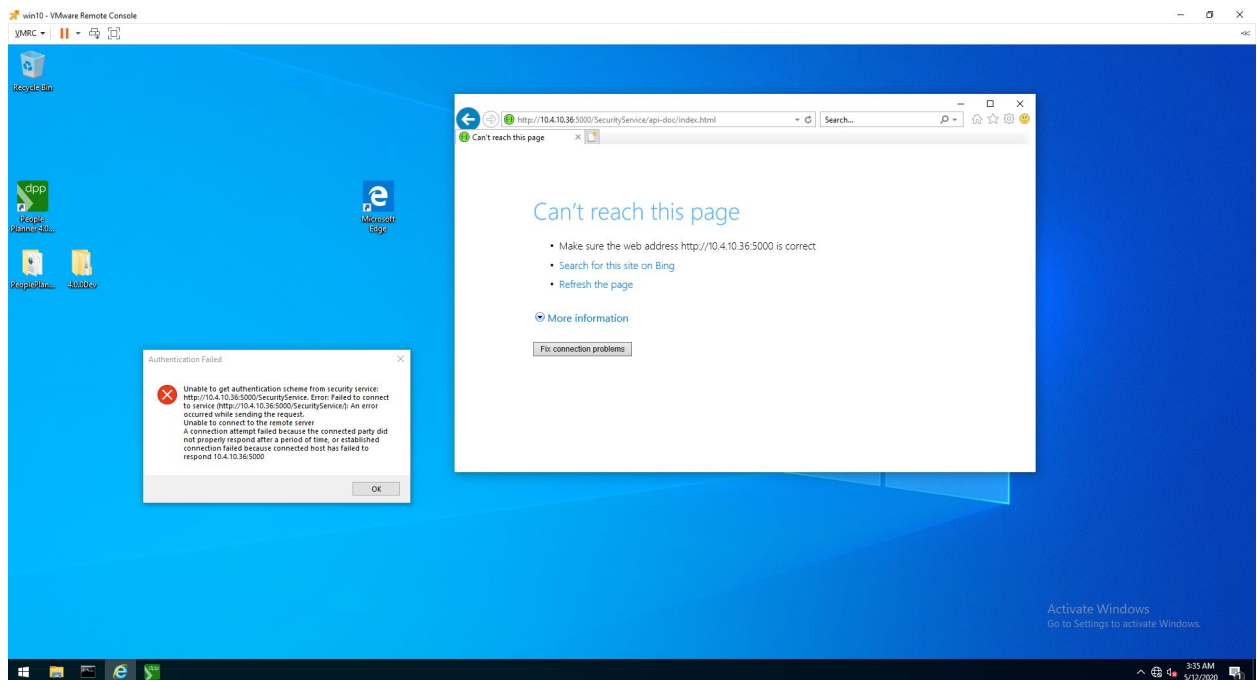 win10 - VMware Remote Console
VMRC
Recycle Bin
http://10.4.10.36:5000/SecurityService/api-doc/index.html
Search...
Can't reach this page
dpp
People
Planner 4.0...
Microsoft
Edge
PeoplePlan...
4.0.0Dev
Can't reach this page
• Make sure the web address http://10.4.10.36:5000 is correct
• Search for this site on Bing
• Refresh the page
More information
Fix connection problems
Authentication Failed
Unable to get authentication scheme from security service:
http://10.4.10.36:5000/SecurityService. Error: Failed to connect
to service (http://10.4.10.36:5000/SecurityService/): An error
occurred while sending the request.
Unable to connect to the remote server
A connection attempt failed because the connected party did
not properly respond after a period of time, or established
connection failed because connected host has failed to
respond 10.4.10.36:5000
OK
Activate Windows
Go to Settings to activate Windows.
dpp
3:35 AM
5/12/2020
1